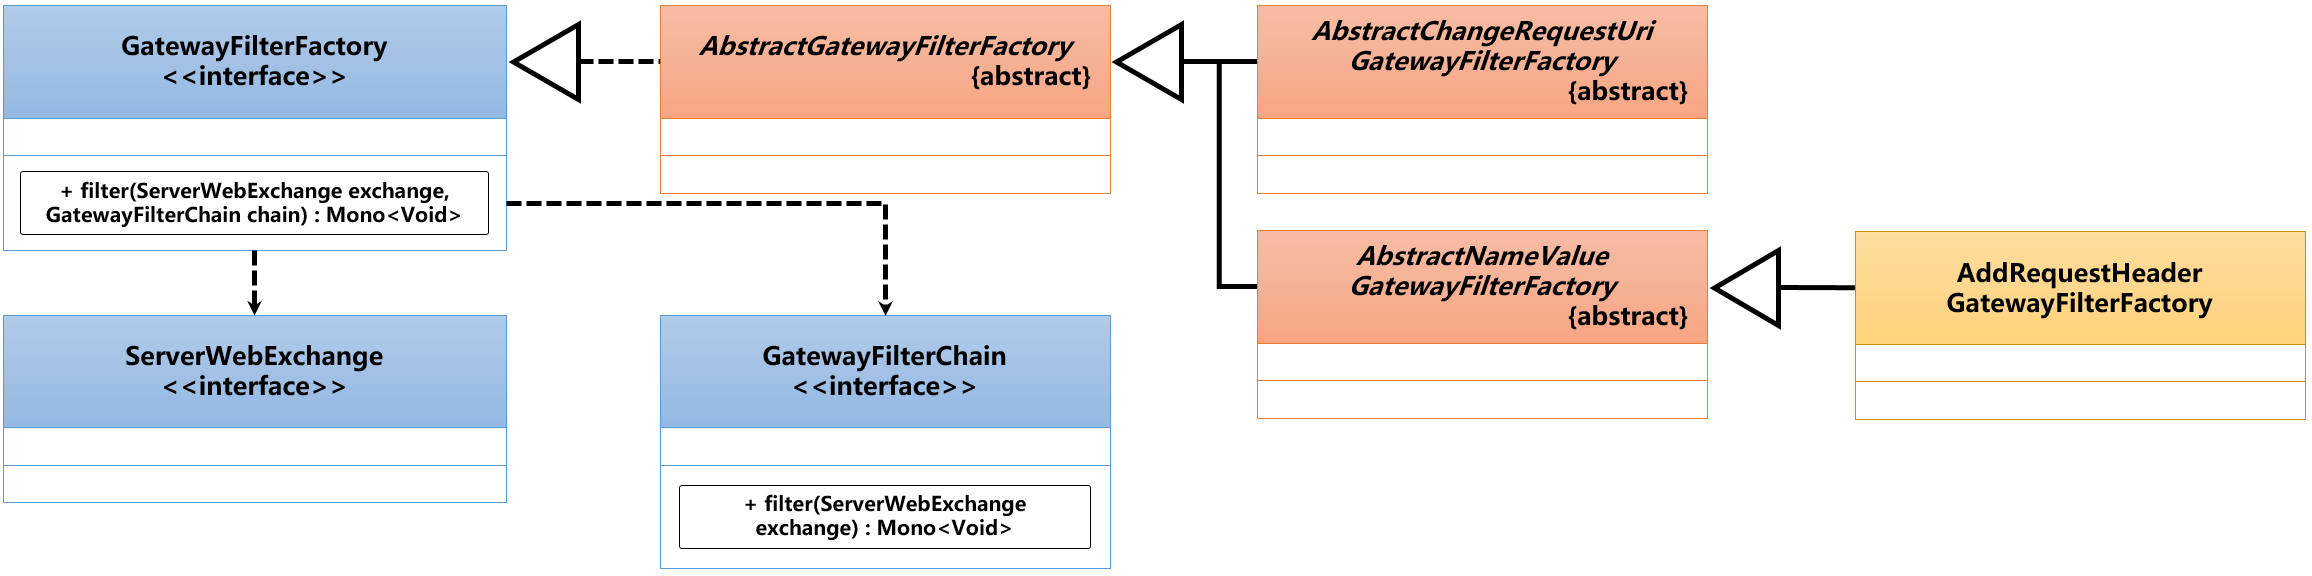 GatewayFilterFactory
<<interface>>
+ filter(ServerWebExchange exchange,
GatewayFilterChain chain) : Mono<Void>
AbstractGatewayFilterFactory
{abstract}
AbstractChangeRequestUri
GatewayFilterFactory
{abstract}
AbstractNameValue
GatewayFilterFactory
{abstract}
AddRequestHeader
GatewayFilterFactory
ServerWebExchange
<<interface>>
GatewayFilterChain
<<interface>>
+ filter(ServerWebExchange
exchange) : Mono<Void>